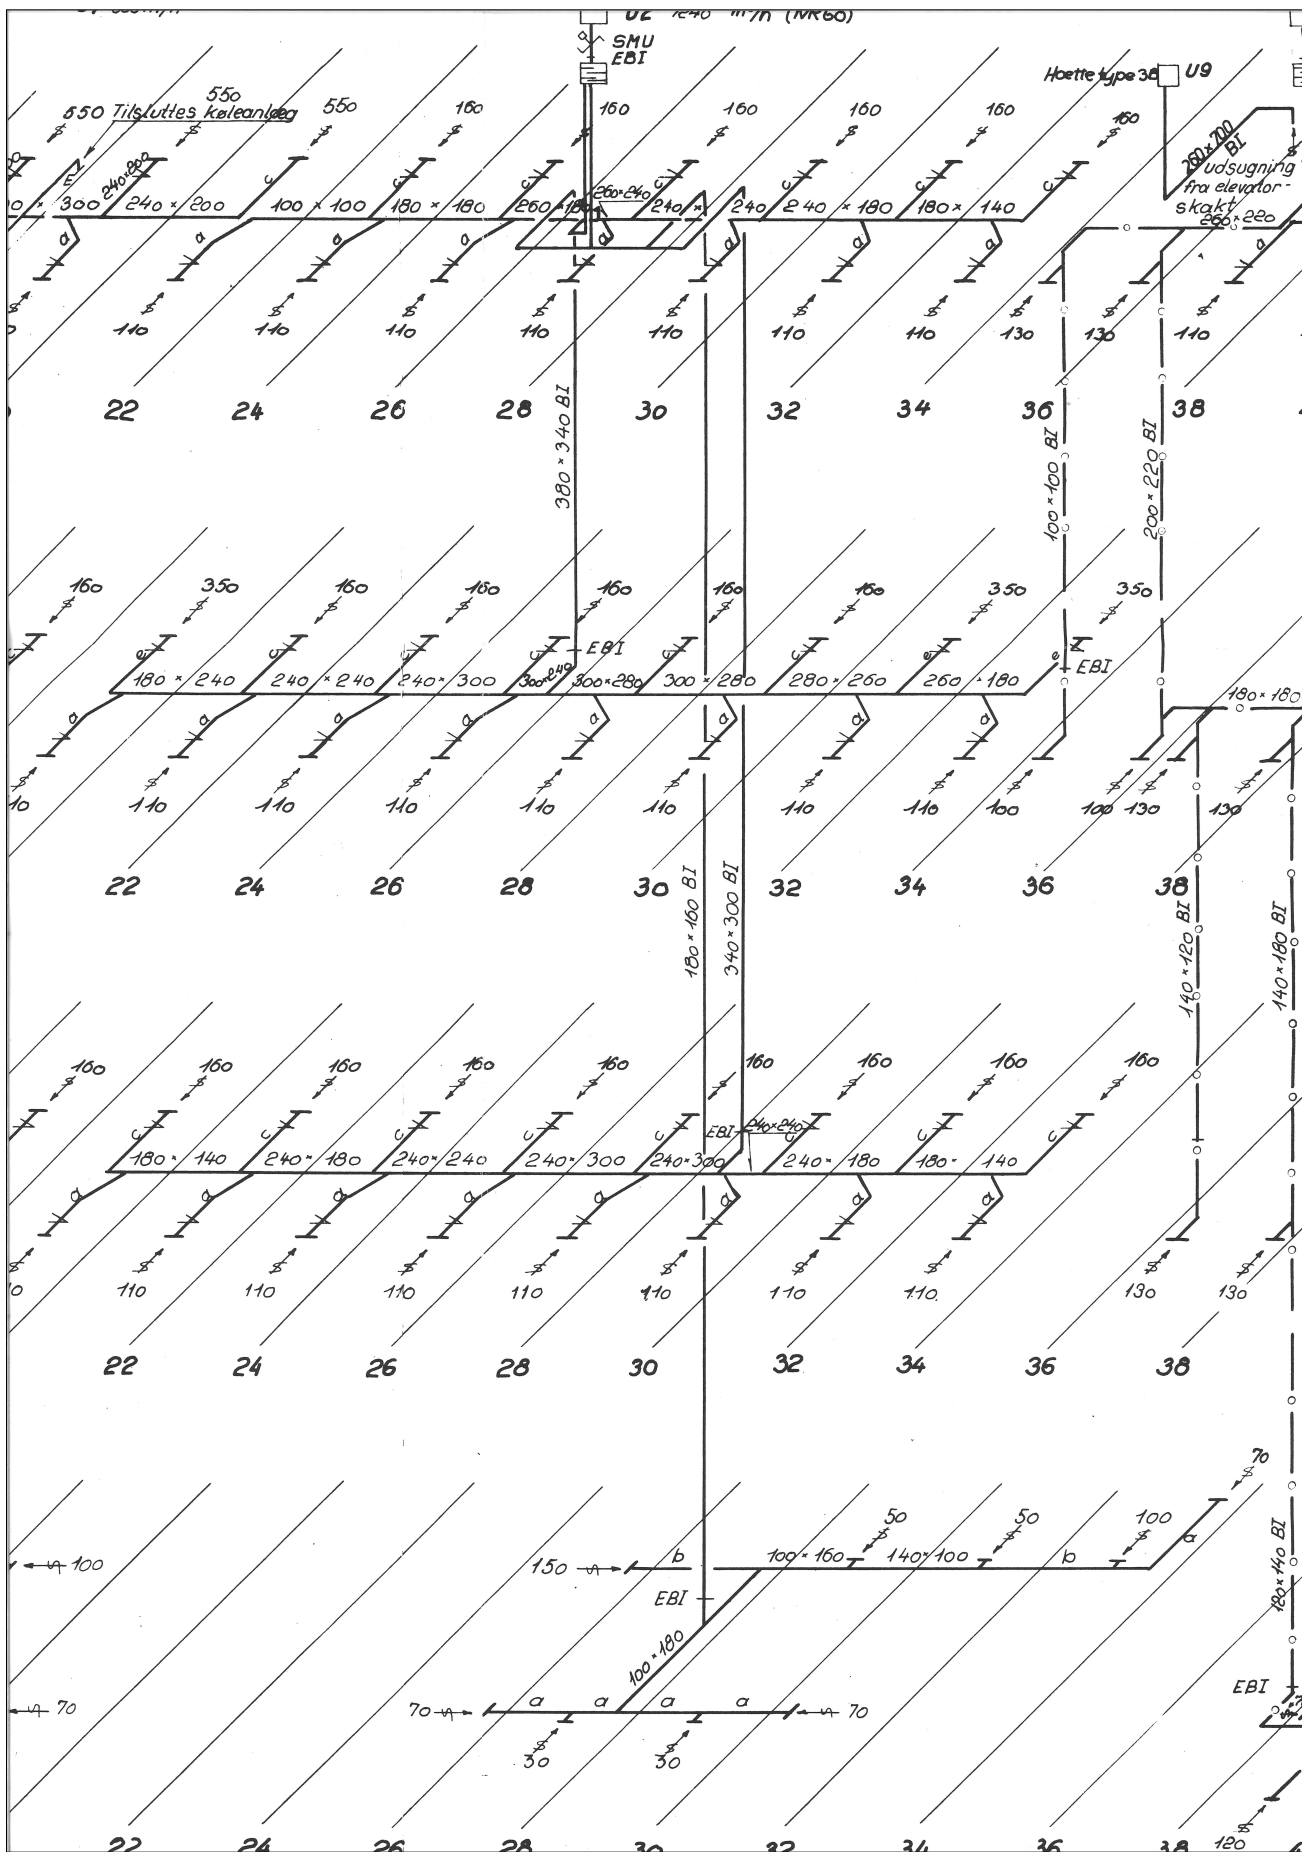 U2 1240 m³/h (NR60)
SMU
EBI
Hætte type 38 U9
550 Tilsluttes køleanlæg 550 550 160 160 160 160 160 160
260×200
BI
udsugning
fra elevator-
skakt
260×220
240×200
× 300 240 × 200 100 × 100 180 × 180 260×180 260×240 240 × 240 240 × 180 180 × 140
c c c c c c
a a a a a a a a a
110 110 110 110 110 110 110 130 130 110
22 24 26 28 30 32 34 36 38
380 × 340 BI
100 × 100 BI
200 × 220 BI
160 350 160 160 160 160 160 350 350
c e c c c c c e e
EBI EBI
180 × 240 240 × 240 240 × 300 300×240 300×280 300 × 280 280 × 260 260 × 180 180×180
a a a a a a a a
110 110 110 110 110 110 110 100 100 130 130
22 24 26 28 30 32 34 36 38
180 × 160 BI
340 × 300 BI
140 × 120 BI
140 × 180 BI
160 160 160 160 160 160 160 160 160
c c c c c c c c
EBI 240×240
180 × 140 240 × 180 240 × 240 240 × 300 240×300 240 × 180 180 × 140
a a a a a a a a
110 110 110 110 110 110 110 130 130
22 24 26 28 30 32 34 36 38
70
50 50 100
a
100 150 b 100×160 140×100 b
EBI
120×140 BI
100×180
EBI
70 70 a a a a 70
30 30
120
22 24 26 28 30 32 34 36 38